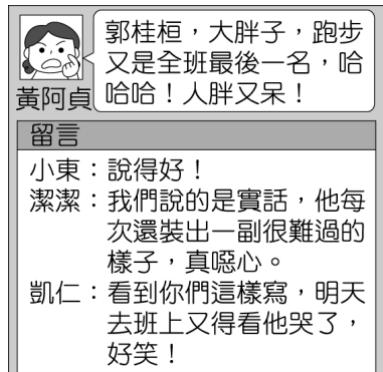 郭桂桓，大胖子，跑步
又是全班最後一名，哈
哈哈！人胖又呆！
黃阿貞
留言
小東：說得好！
潔潔：我們說的是實話，他每
次還裝出一副很難過的
樣子，真噁心。
凱仁：看到你們這樣寫，明天
去班上又得看他哭了，
好笑！